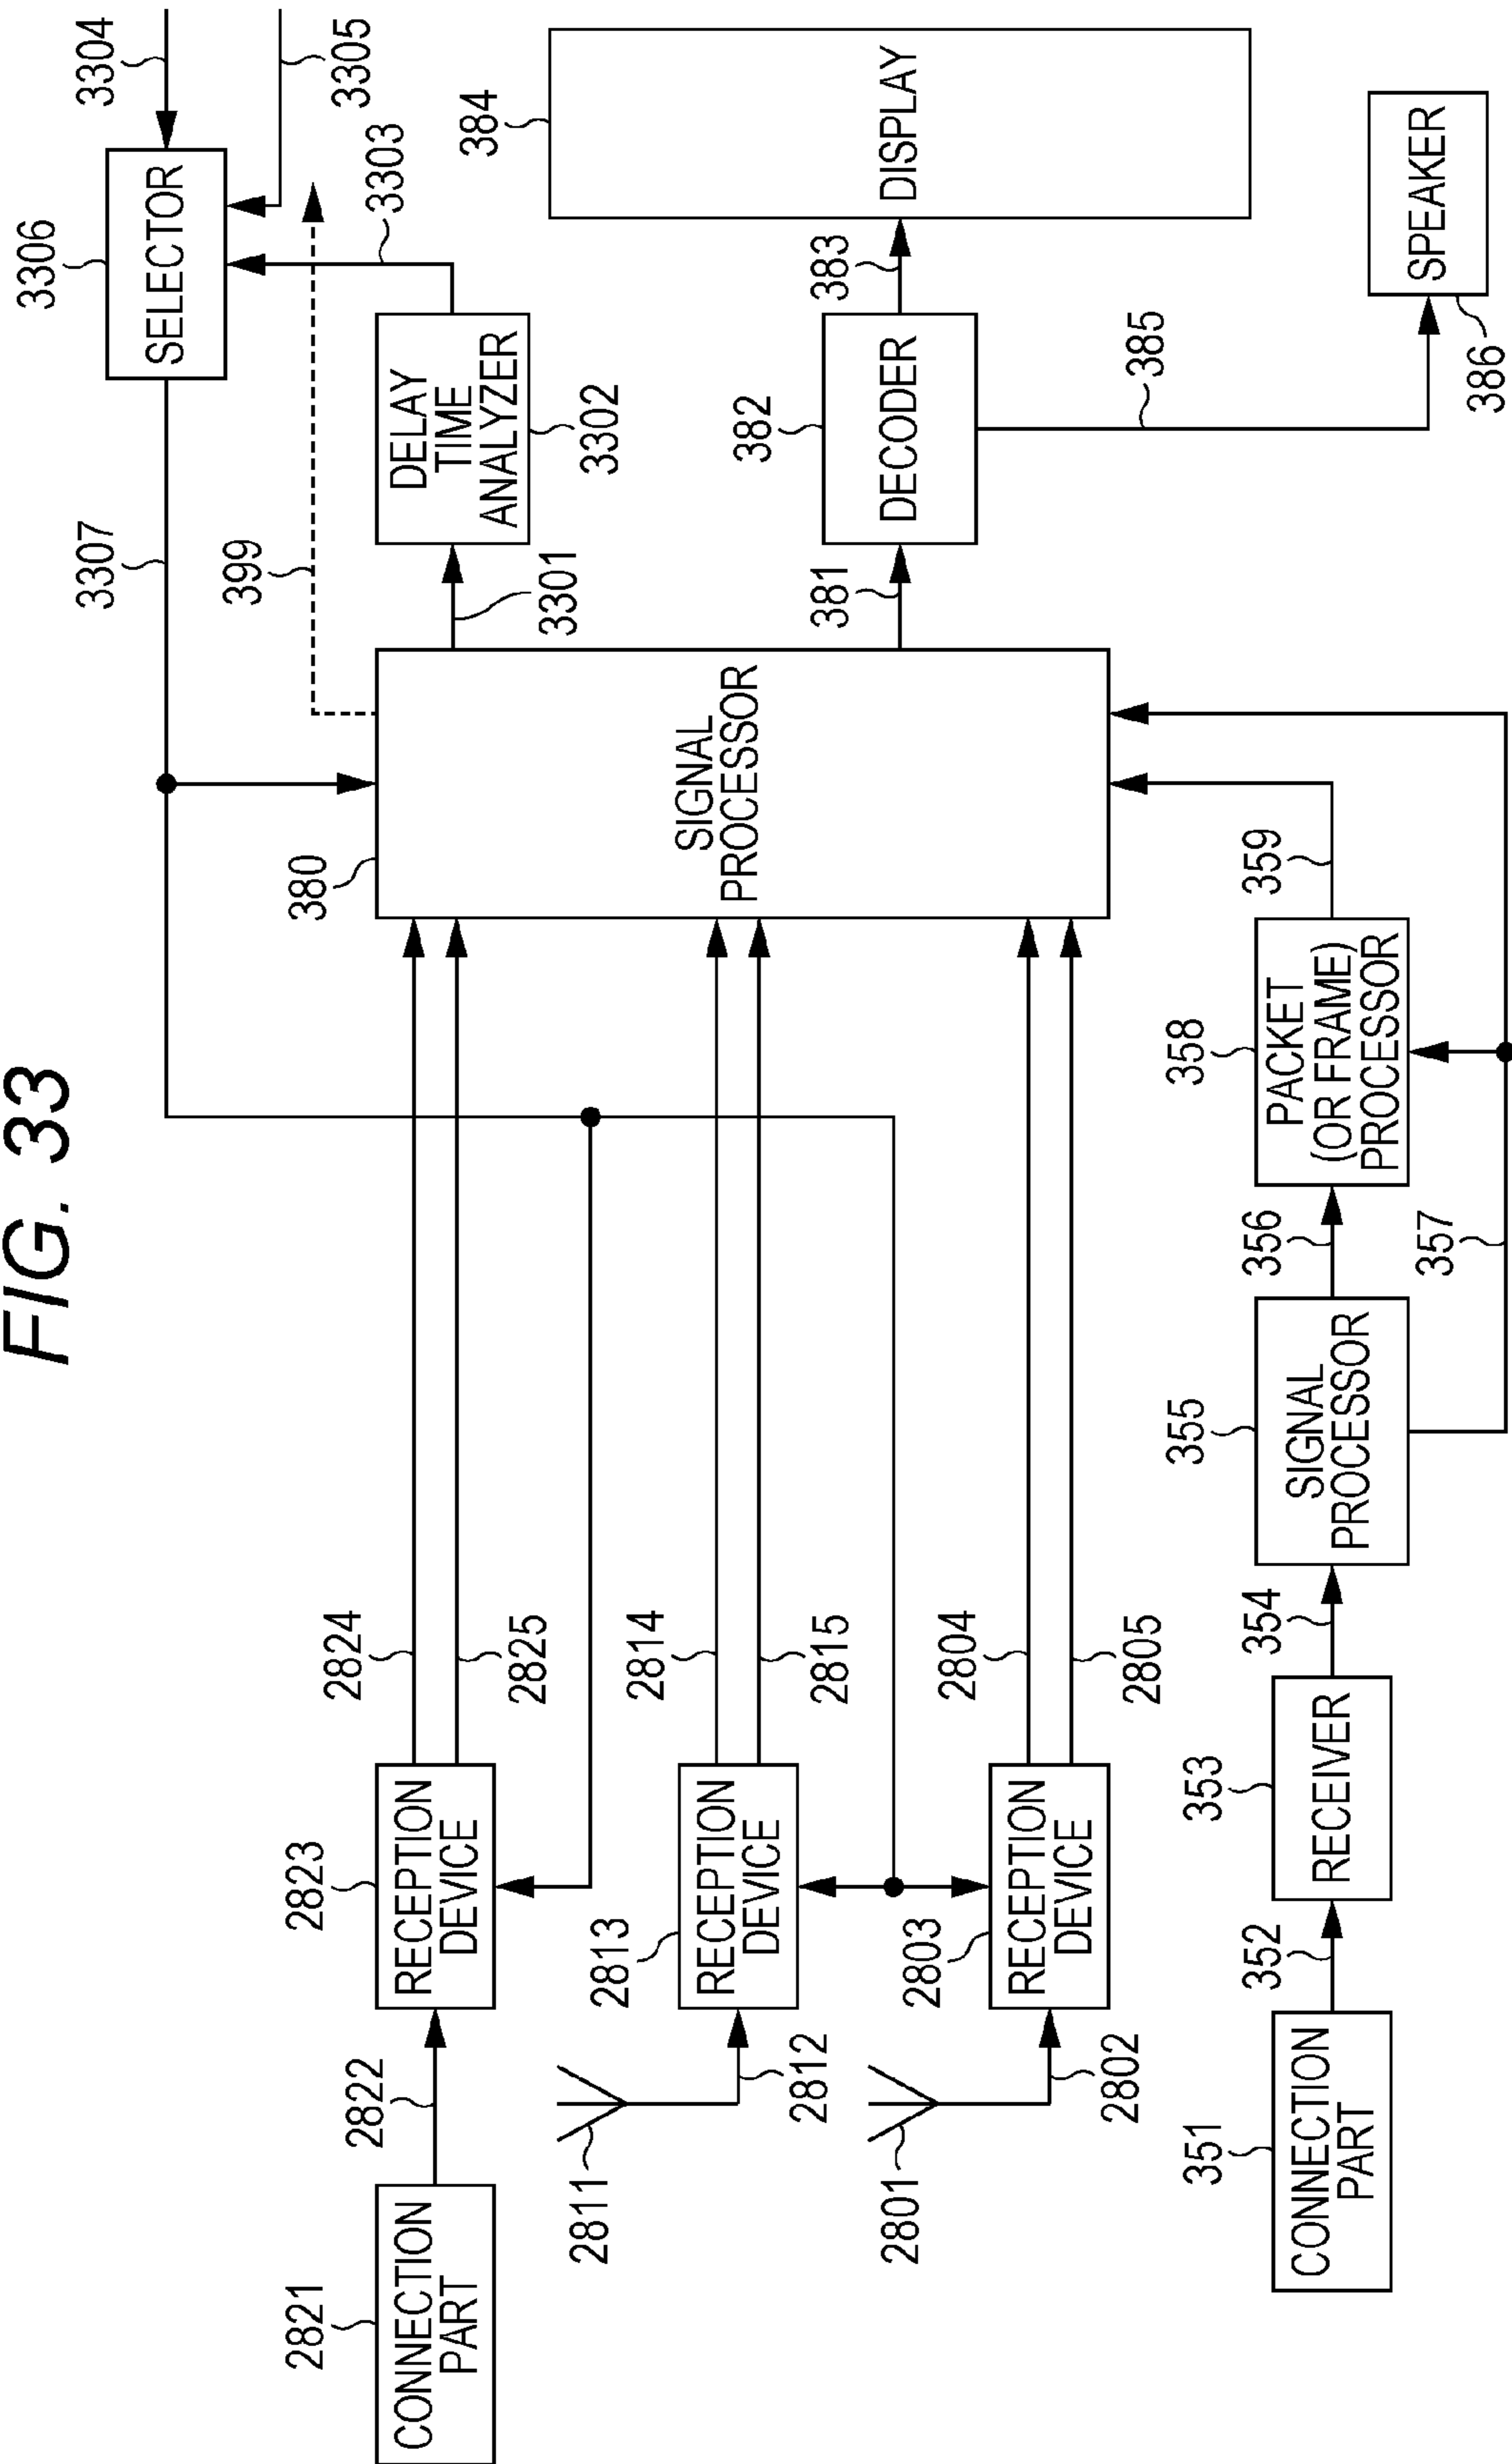 FIG. 33
2821
CONNECTION
PART
2822
2823
RECEPTION
DEVICE
2824
2825
2811
2812
2813
RECEPTION
DEVICE
2814
2815
2801
2802
2803
RECEPTION
DEVICE
2804
2805
351
CONNECTION
PART
352
353
RECEIVER
354
355
SIGNAL
PROCESSOR
356
357
358
PACKET
(OR FRAME)
PROCESSOR
359
380
SIGNAL
PROCESSOR
3307
399
3301
DELAY
TIME
ANALYZER
3302
3303
3306
SELECTOR
3304
3305
381
382
DECODER
383
384
DISPLAY
385
386
SPEAKER